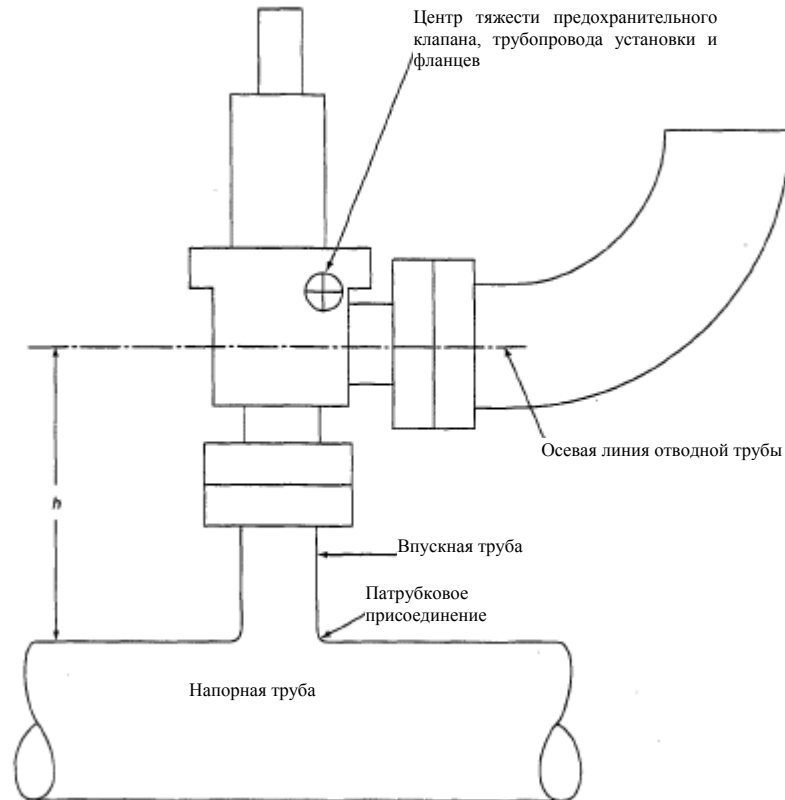 Центр тяжести предохранительного
клапана, трубопровода установки и
фланцев
Осевая линия отводной трубы
h
Впускная труба
Патрубковое
присоединение
Напорная труба